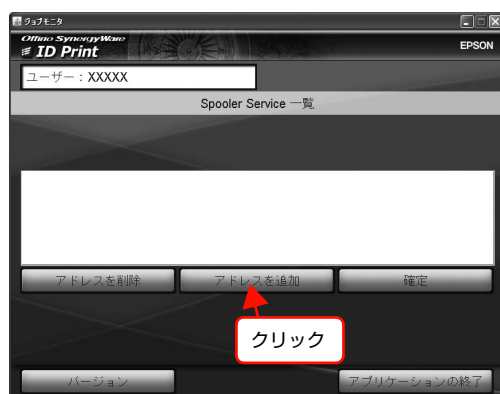 ジョブモニタ
Offirio SynergyWare
ID Print
EPSON
ユーザー：XXXXX
Spooler Service 一覧
アドレスを削除
アドレスを追加
確定
クリック
バージョン
アプリケーションの終了